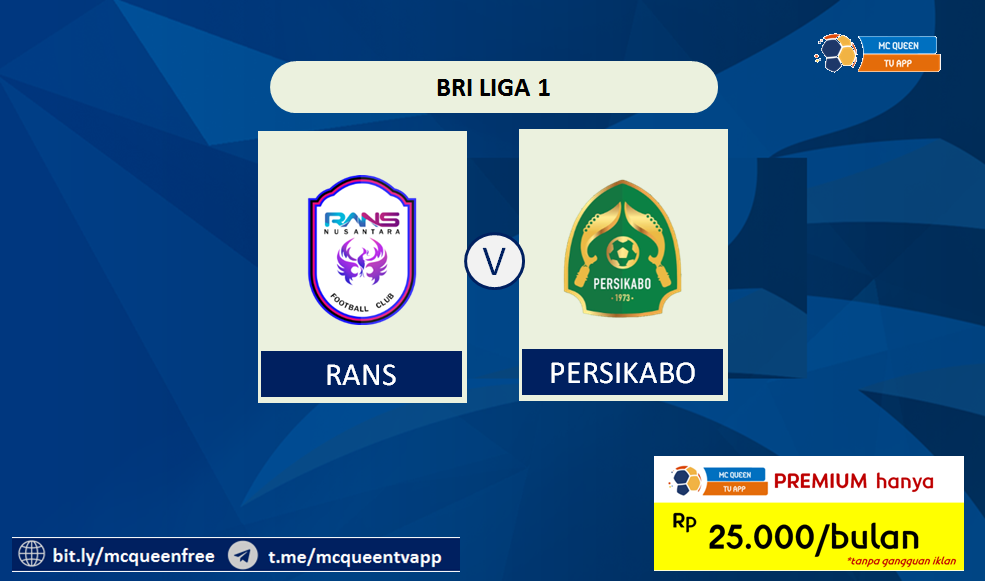 MC QUEEN
TV APP
BRI LIGA 1
RANS
NUSANTARA
FOOTBALL CLUB
V
PERSIKABO
• 1973 •
RANS
PERSIKABO
MC QUEEN
TV APP
PREMIUM hanya
Rp 25.000/bulan
*tanpa gangguan iklan
bit.ly/mcqueenfree
t.me/mcqueentvapp